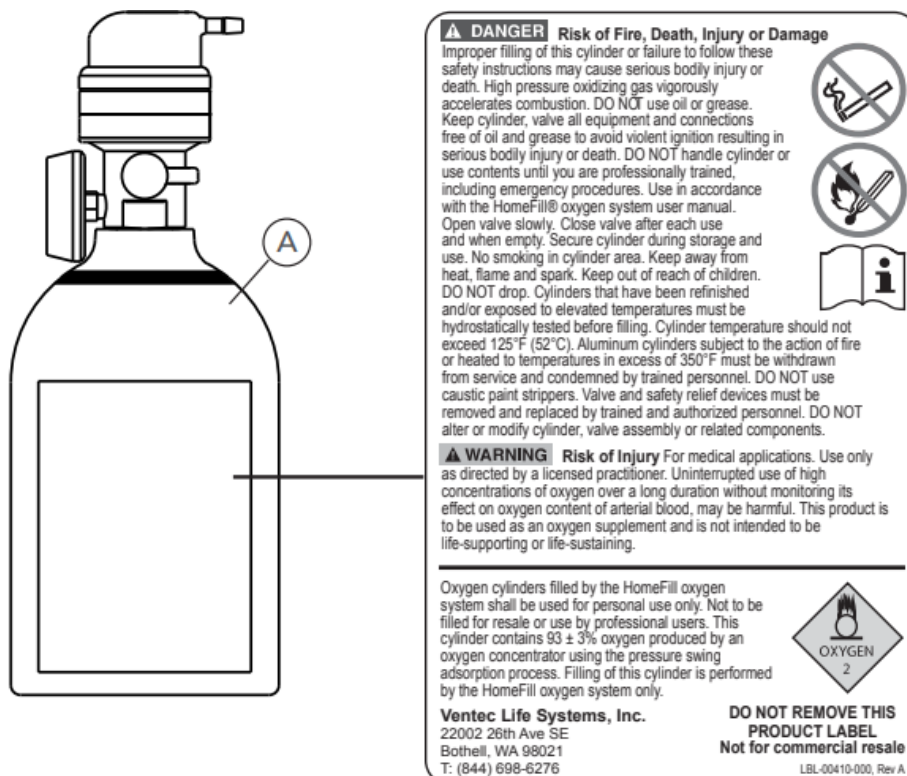 A
DANGER Risk of Fire, Death, Injury or Damage
Improper filling of this cylinder or failure to follow these
safety instructions may cause serious bodily injury or
death. High pressure oxidizing gas vigorously
accelerates combustion. DO NOT use oil or grease.
Keep cylinder, valve all equipment and connections
free of oil and grease to avoid violent ignition resulting in
serious bodily injury or death. DO NOT handle cylinder or
use contents until you are professionally trained,
including emergency procedures. Use in accordance
with the HomeFill® oxygen system user manual.
Open valve slowly. Close valve after each use
and when empty. Secure cylinder during storage and
use. No smoking in cylinder area. Keep away from
heat, flame and spark. Keep out of reach of children.
DO NOT drop. Cylinders that have been refinished
and/or exposed to elevated temperatures must be
hydrostatically tested before filling. Cylinder temperature should not
exceed 125°F (52°C). Aluminum cylinders subject to the action of fire
or heated to temperatures in excess of 350°F must be withdrawn
from service and condemned by trained personnel. DO NOT use
caustic paint strippers. Valve and safety relief devices must be
removed and replaced by trained and authorized personnel. DO NOT
alter or modify cylinder, valve assembly or related components.
WARNING Risk of Injury For medical applications. Use only
as directed by a licensed practitioner. Uninterrupted use of high
concentrations of oxygen over a long duration without monitoring its
effect on oxygen content of arterial blood, may be harmful. This product is
to be used as an oxygen supplement and is not intended to be
life-supporting or life-sustaining.
Oxygen cylinders filled by the HomeFill oxygen
system shall be used for personal use only. Not to be
filled for resale or use by professional users. This
cylinder contains 93 ± 3% oxygen produced by an
oxygen concentrator using the pressure swing
adsorption process. Filling of this cylinder is performed
by the HomeFill oxygen system only.
OXYGEN
2
Ventec Life Systems, Inc.
22002 26th Ave SE
Bothell, WA 98021
T: (844) 698-6276
DO NOT REMOVE THIS
PRODUCT LABEL
Not for commercial resale
LBL-00410-000, Rev A